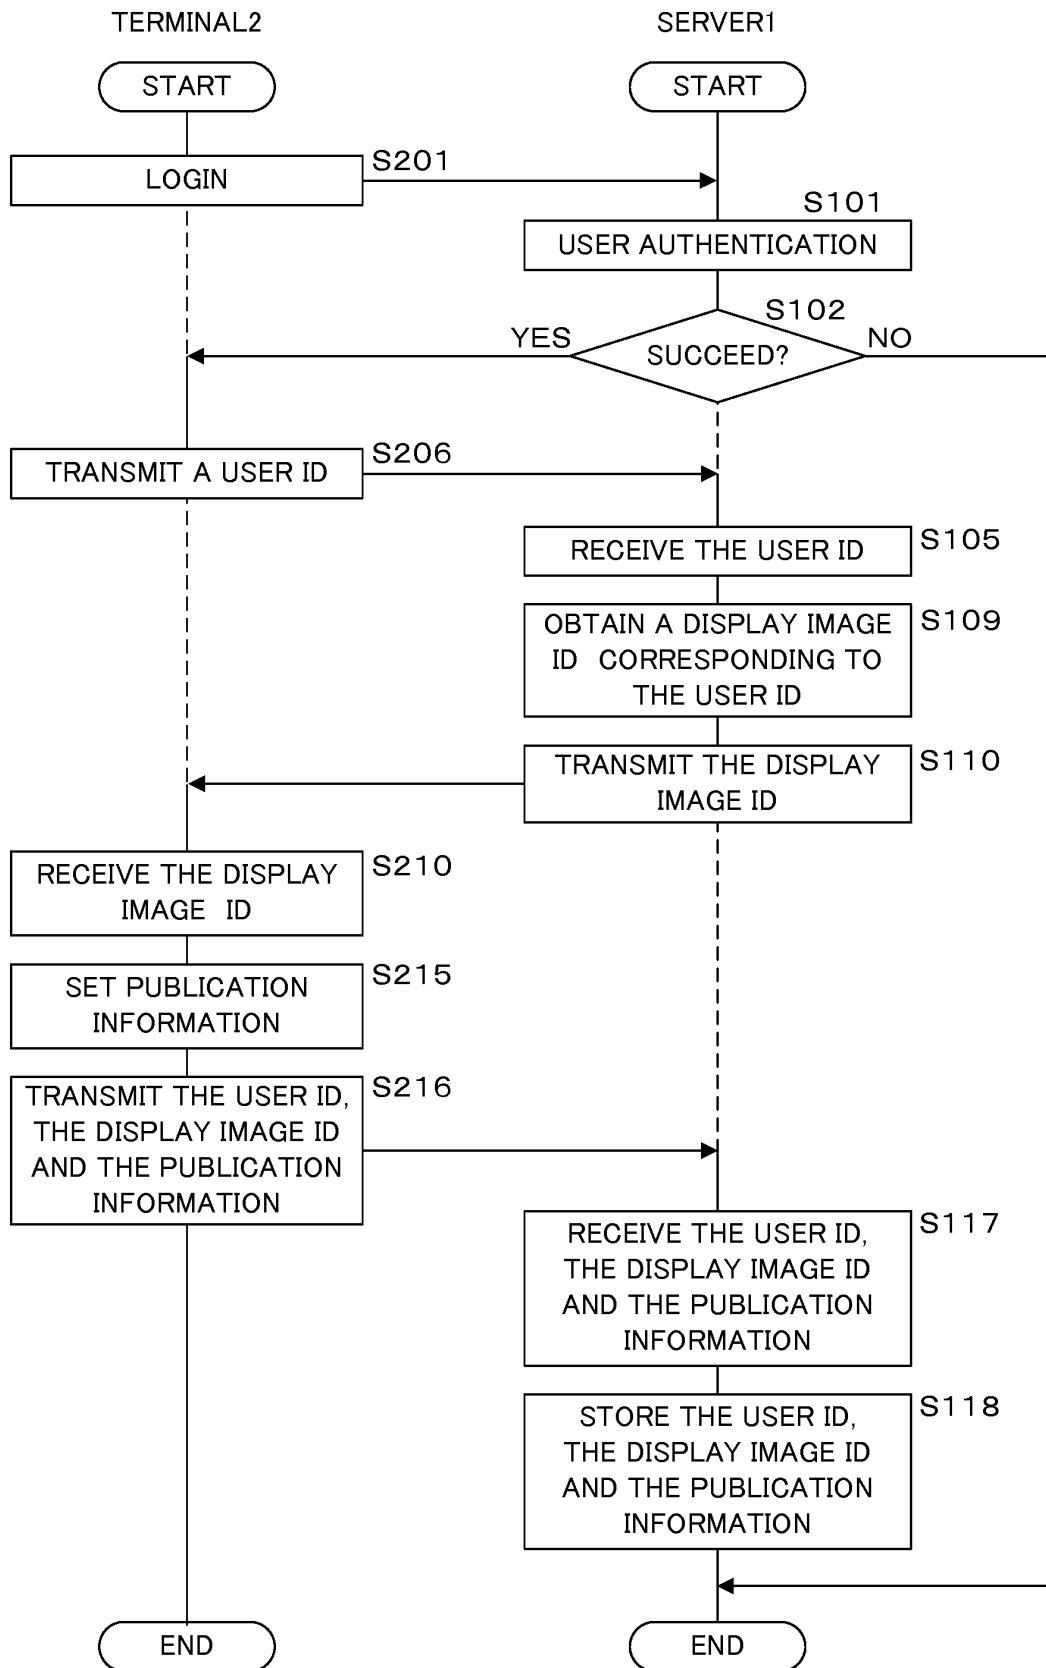 TERMINAL2
SERVER1
START
START
LOGIN
S201
S101
USER AUTHENTICATION
S102
YES
SUCCEED?
NO
TRANSMIT A USER ID
S206
RECEIVE THE USER ID
S105
OBTAIN A DISPLAY IMAGE
ID CORRESPONDING TO
THE USER ID
S109
TRANSMIT THE DISPLAY
IMAGE ID
S110
RECEIVE THE DISPLAY
IMAGE ID
S210
SET PUBLICATION
INFORMATION
S215
TRANSMIT THE USER ID,
THE DISPLAY IMAGE ID
AND THE PUBLICATION
INFORMATION
S216
RECEIVE THE USER ID,
THE DISPLAY IMAGE ID
AND THE PUBLICATION
INFORMATION
S117
STORE THE USER ID,
THE DISPLAY IMAGE ID
AND THE PUBLICATION
INFORMATION
S118
END
END